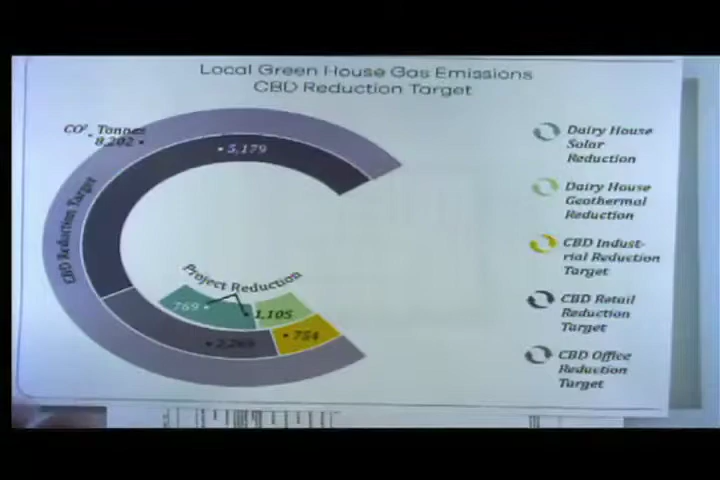 Local Green House Gas Emissions
CBD Reduction Target
CO² Tonnes
8,202
5,179
CBD Reduction Target
Project Reduction
769
1,105
754
2,269
Dairy House
Solar
Reduction
Dairy House
Geothermal
Reduction
CBD Indust-
rial Reduction
Target
CBD Retail
Reduction
Target
CBD Office
Reduction
Target